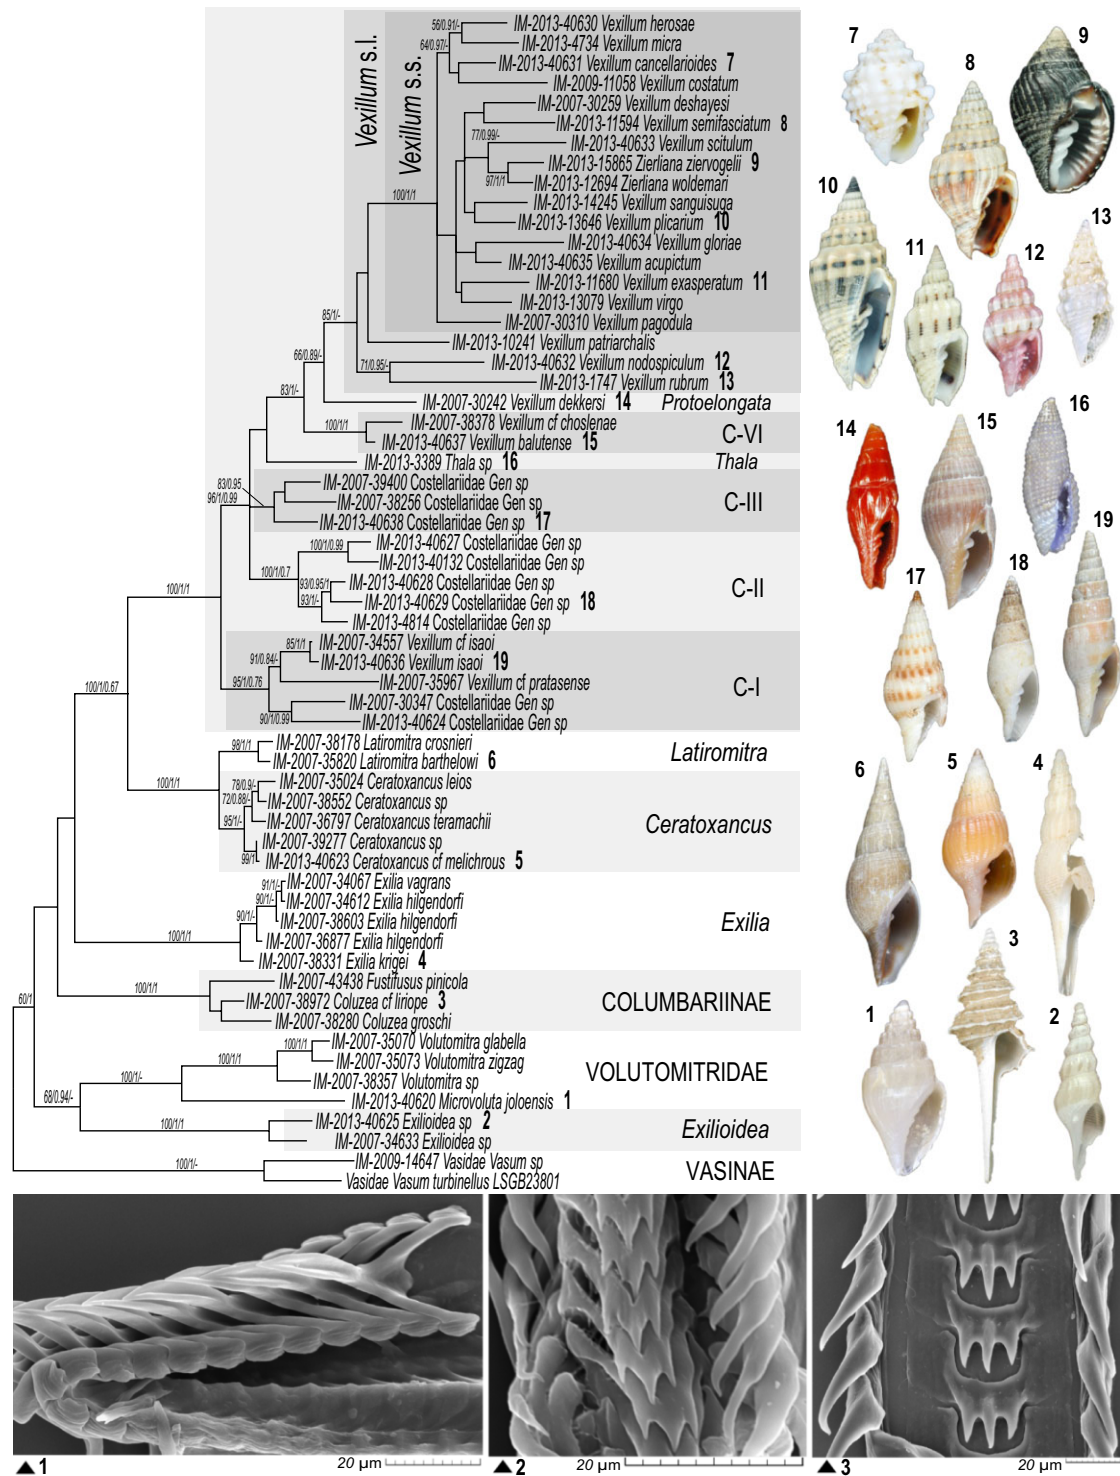 Vexillum s.l.
Vexillum s.s.
56/0.91/-
IM-2013-40630 Vexillum herosae
64/0.97/-
IM-2013-4734 Vexillum micra
IM-2013-40631 Vexillum cancellarioides 7
IM-2009-11058 Vexillum costatum
IM-2007-30259 Vexillum deshayesi
IM-2013-11594 Vexillum semifasciatum 8
77/0.99/-
IM-2013-40633 Vexillum scitulum
IM-2013-15865 Zierliana ziervogelii 9
97/1/1
IM-2013-12694 Zierliana woldemari
100/1/1
IM-2013-14245 Vexillum sanguisuga
IM-2013-13646 Vexillum plicarium 10
IM-2013-40634 Vexillum gloriae
IM-2013-40635 Vexillum acupictum
IM-2013-11680 Vexillum exasperatum 11
IM-2013-13079 Vexillum virgo
85/1/-
IM-2007-30310 Vexillum pagodula
IM-2013-10241 Vexillum patriarchalis
66/0.89/-
71/0.95/-
IM-2013-40632 Vexillum nodospiculum 12
IM-2013-1747 Vexillum rubrum 13
83/1/-
IM-2007-30242 Vexillum dekkersi 14 Protoelongata
100/1/1
IM-2007-38378 Vexillum cf choslenae
IM-2013-40637 Vexillum balutense 15
C-VI
IM-2013-3389 Thala sp 16 Thala
83/0.95
96/1/0.99
IM-2007-39400 Costellariidae Gen sp
IM-2007-38256 Costellariidae Gen sp
IM-2013-40638 Costellariidae Gen sp 17
C-III
100/1/0.99
IM-2013-40627 Costellariidae Gen sp
IM-2013-40132 Costellariidae Gen sp
100/1/0.7
93/0.95/1
IM-2013-40628 Costellariidae Gen sp
93/1/-
IM-2013-40629 Costellariidae Gen sp 18
IM-2013-4814 Costellariidae Gen sp
C-II
100/1/1
85/1/1
IM-2007-34557 Vexillum cf isaoi
91/0.84/-
IM-2013-40636 Vexillum isaoi 19
95/1/0.76
IM-2007-35967 Vexillum cf pratasense
C-I
IM-2007-30347 Costellariidae Gen sp
90/1/0.99
IM-2013-40624 Costellariidae Gen sp
100/1/0.67
98/1/1
IM-2007-38178 Latiromitra crosnieri
IM-2007-35820 Latiromitra barthelowi 6
Latiromitra
100/1/1
78/0.9/-
IM-2007-35024 Ceratoxancus leios
72/0.88/-
IM-2007-38552 Ceratoxancus sp
95/1/-
IM-2007-36797 Ceratoxancus teramachii
IM-2007-39277 Ceratoxancus sp
99/1
IM-2013-40623 Ceratoxancus cf melichrous 5
Ceratoxancus
91/1/-
IM-2007-34067 Exilia vagrans
90/1/-
IM-2007-34612 Exilia hilgendorfi
90/1/-
IM-2007-38603 Exilia hilgendorfi
100/1/1
IM-2007-36877 Exilia hilgendorfi
IM-2007-38331 Exilia krigei 4
Exilia
100/1/1
IM-2007-43438 Fustifusus pinicola
60/1
IM-2007-38972 Coluzea cf liriope 3
IM-2007-38280 Coluzea groschi
COLUMBARIINAE
100/1/1
IM-2007-35070 Volutomitra glabella
100/1/1
IM-2007-35073 Volutomitra zigzag
100/1/-
IM-2007-38357 Volutomitra sp
VOLUTOMITRIDAE
68/0.94/-
IM-2013-40620 Microvoluta joloensis 1
100/1/1
IM-2013-40625 Exilioidea sp 2
IM-2007-34633 Exilioidea sp
Exilioidea
100/1/-
IM-2009-14647 Vasidae Vasum sp
Vasidae Vasum turbinellus LSGB23801
VASINAE
7
8
9
10
11
12
13
14
15
16
17
18
19
6
5
4
3
1
2
▲1
20 µm
▲2
20 µm
▲3
20 µm